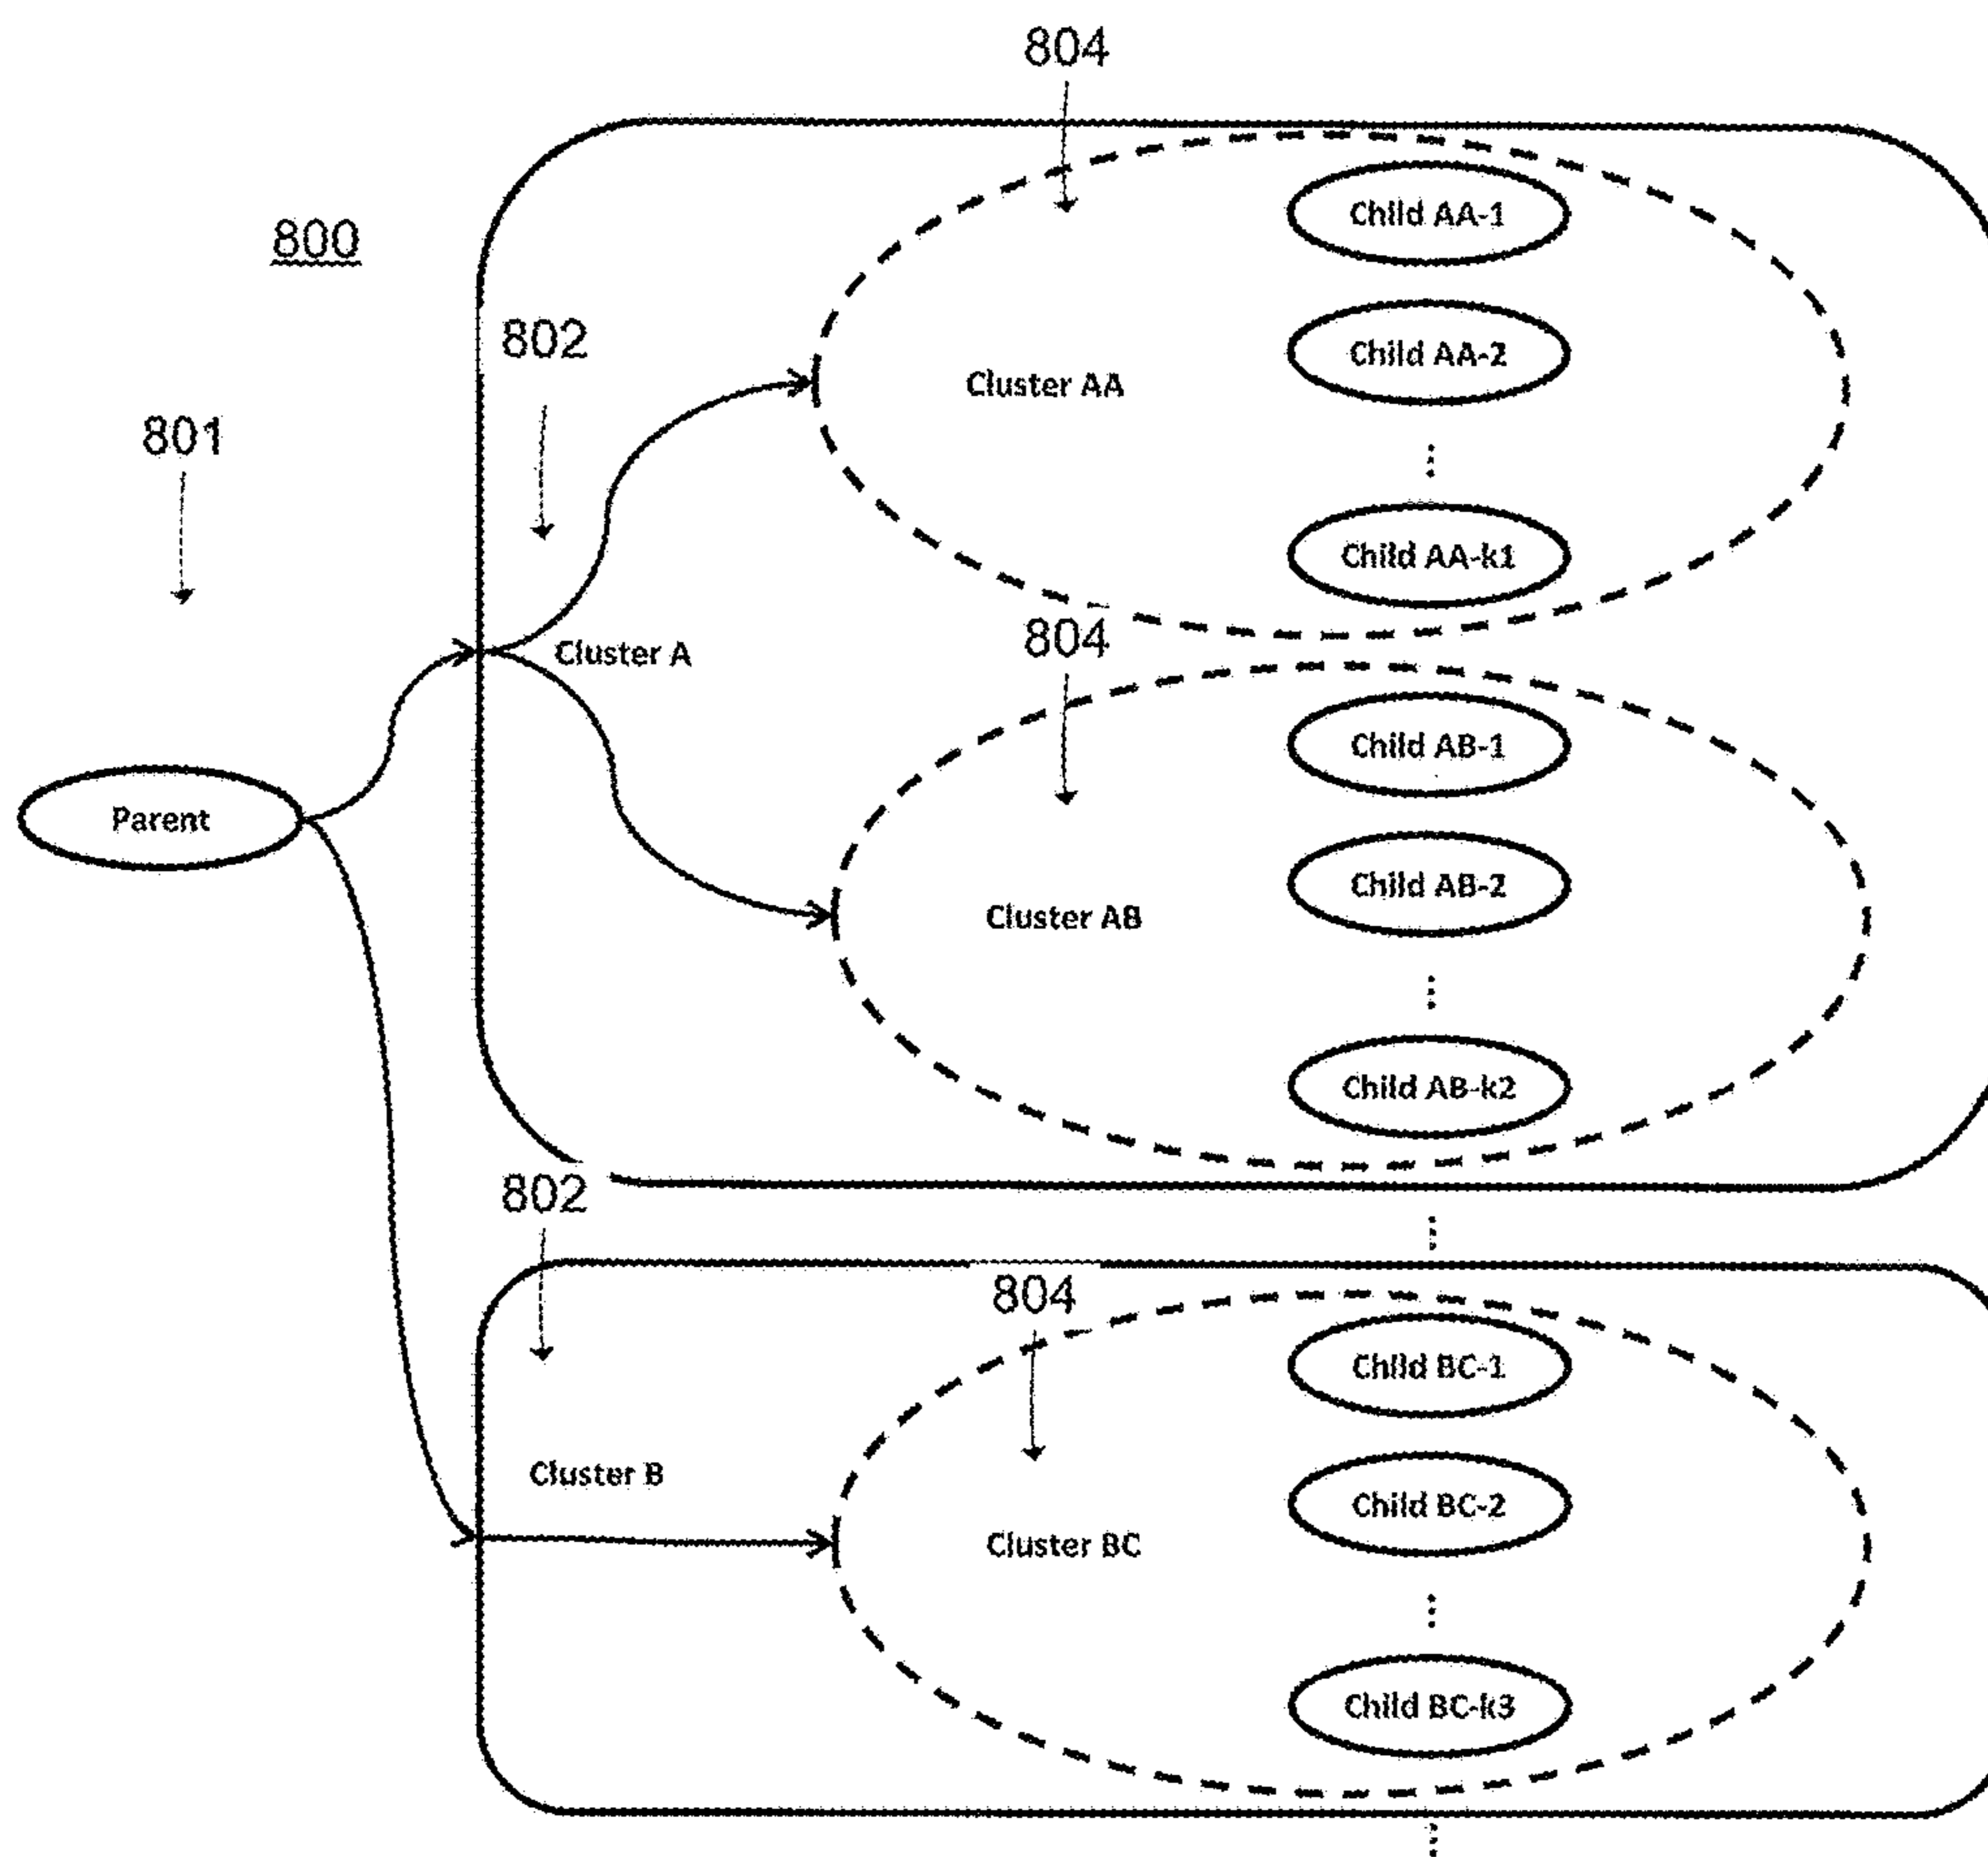 804
800
Child AA-1
802
Child AA-2
Cluster AA
801
Child AA-k1
804
Cluster A
Child AB-1
Parent
Child AB-2
Cluster AB
Child AB-k2
802
804
Child BC-1
Cluster B
Child BC-2
Cluster BC
Child BC-k3